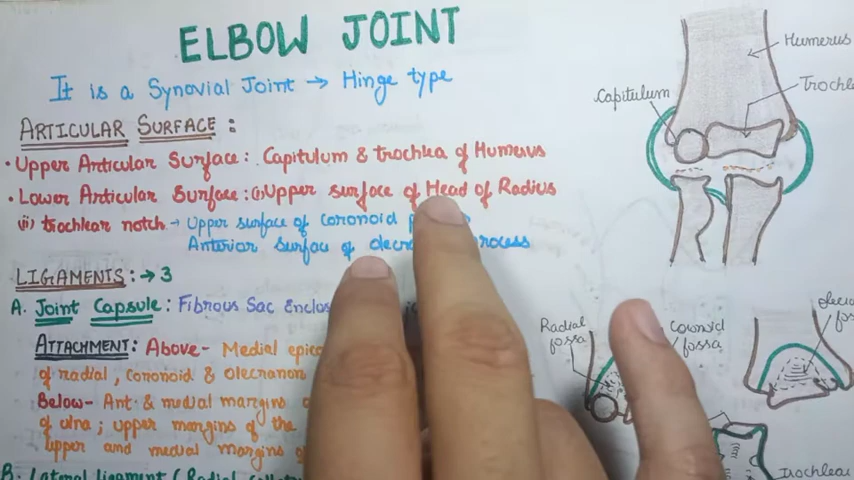 ELBOW JOINT
It is a Synovial Joint → Hinge type
ARTICULAR SURFACE :
• Upper Articular Surface: Capitulum & trochlea of Humerus
• Lower Articular Surface: (i) Upper surface of Head of Radius
(ii) trochlear notch → Upper surface of coronoid
Anterior Surface of
LIGAMENTS: → 3
A. Joint Capsule: Fibrous Sac
ATTACHMENT: Above- Medial
of radial, coronoid & olecranon
Below- Ant. & medial margins
of ulna; upper margins of the
upper and medial margins
B. Lateral ligament (Radial
Humerus
Capitulum
Radial fossa
Coronoid fossa